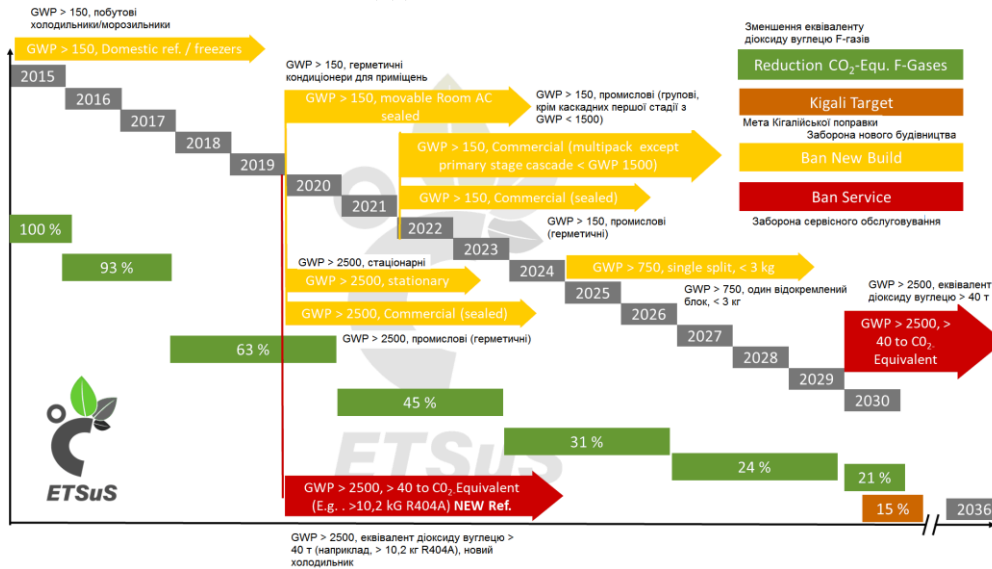 GWP > 150, побутові
холодильники/морозильники
GWP > 150, Domestic ref. / freezers
Зменшення еквіваленту
діоксиду вуглецю F-газів
Reduction CO₂-Equ. F-Gases
Kigali Target
Мета Кігалійської поправки
Заборона нового будівництва
Ban New Build
Ban Service
Заборона сервісного обслуговування
2015
2016
2017
2018
2019
2020
2021
2022
2023
2024
2025
2026
2027
2028
2029
2030
2036
GWP > 150, герметичні
кондиціонери для приміщень
GWP > 150, movable Room AC
sealed
GWP > 150, промислові (групові,
крім каскадних першої стадії з
GWP < 1500)
GWP > 150, Commercial (multipack except
primary stage cascade < GWP 1500)
GWP > 150, Commercial (sealed)
GWP > 150, промислові
(герметичні)
GWP > 2500, стаціонарні
GWP > 2500, stationary
GWP > 2500, Commercial (sealed)
GWP > 2500, промислові (герметичні)
GWP > 750, single split, < 3 kg
GWP > 750, один відокремлений
блок, < 3 кг
GWP > 2500, еквівалент
діоксиду вуглецю > 40 т
GWP > 2500, >
40 to C0₂-
Equivalent
100 %
93 %
63 %
45 %
31 %
24 %
21 %
15 %
ETSuS
ETSuS
GWP > 2500, > 40 to CO₂.Equivalent
(E.g. . >10,2 kG R404A) NEW Ref.
GWP > 2500, еквівалент діоксиду вуглецю >
40 т (наприклад, > 10,2 кг R404A), новий
холодильник